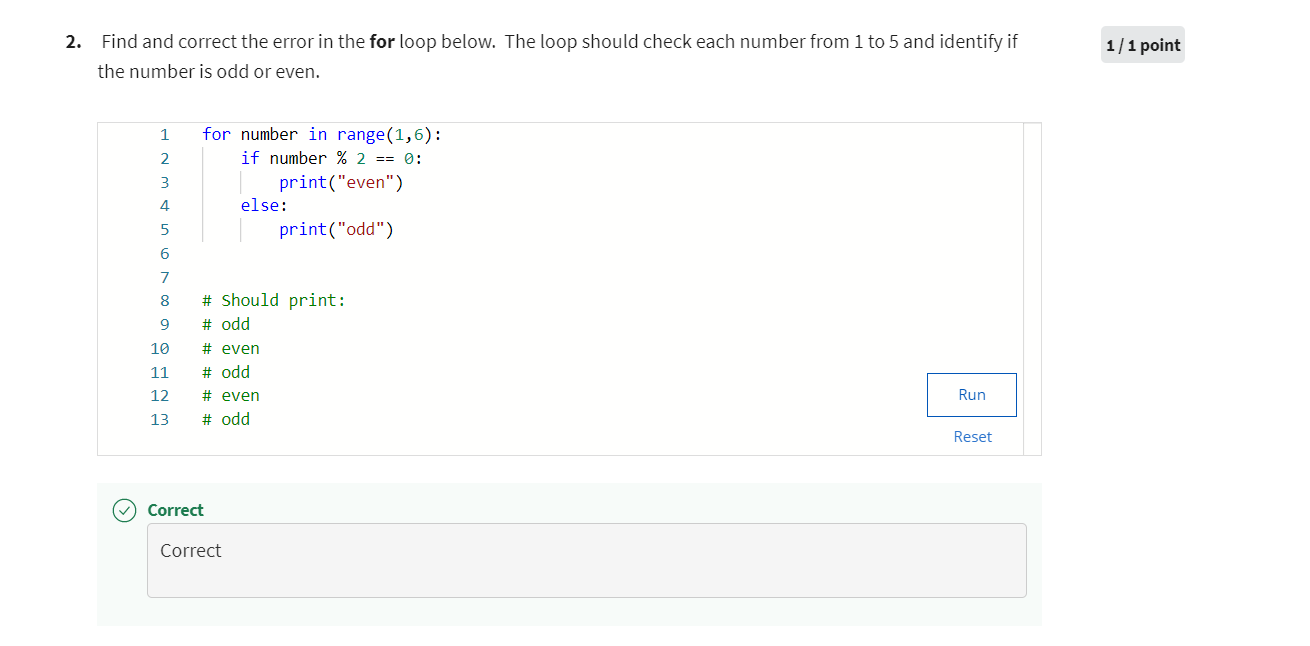 2. Find and correct the error in the for loop below. The loop should check each number from 1 to 5 and identify if
the number is odd or even.
1 / 1 point
1 for number in range(1,6):
2     if number % 2 == 0:
3         print("even")
4     else:
5         print("odd")
6
7
8 # Should print:
9 # odd
10 # even
11 # odd
12 # even
13 # odd
Run
Reset
Correct
Correct